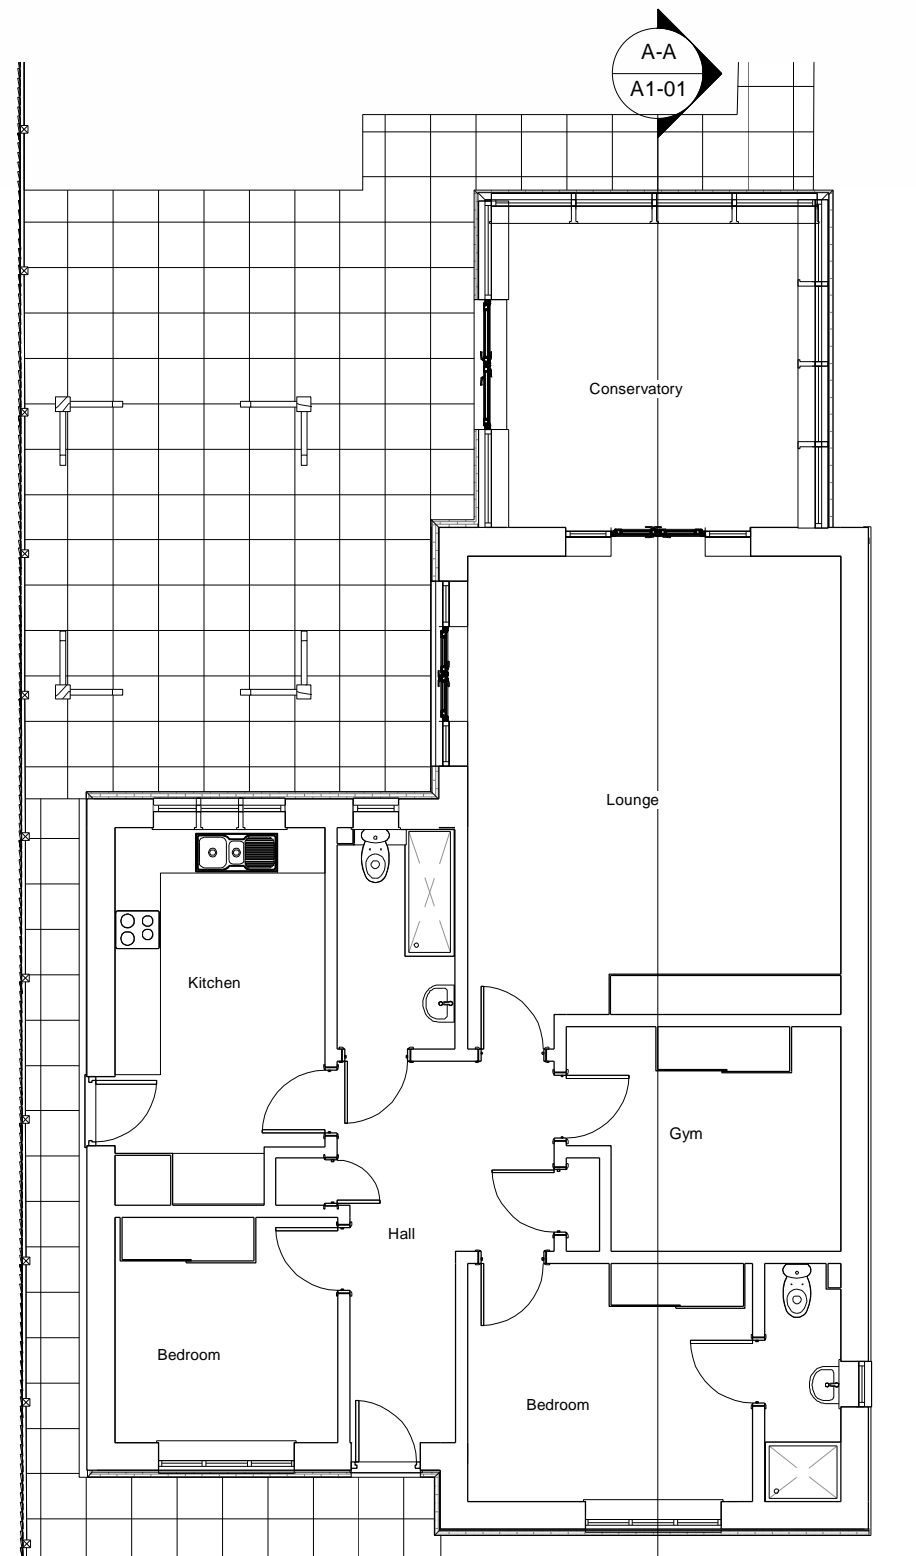 A-A
A1-01
Conservatory
Lounge
Kitchen
Gym
Hall
Bedroom
Bedroom